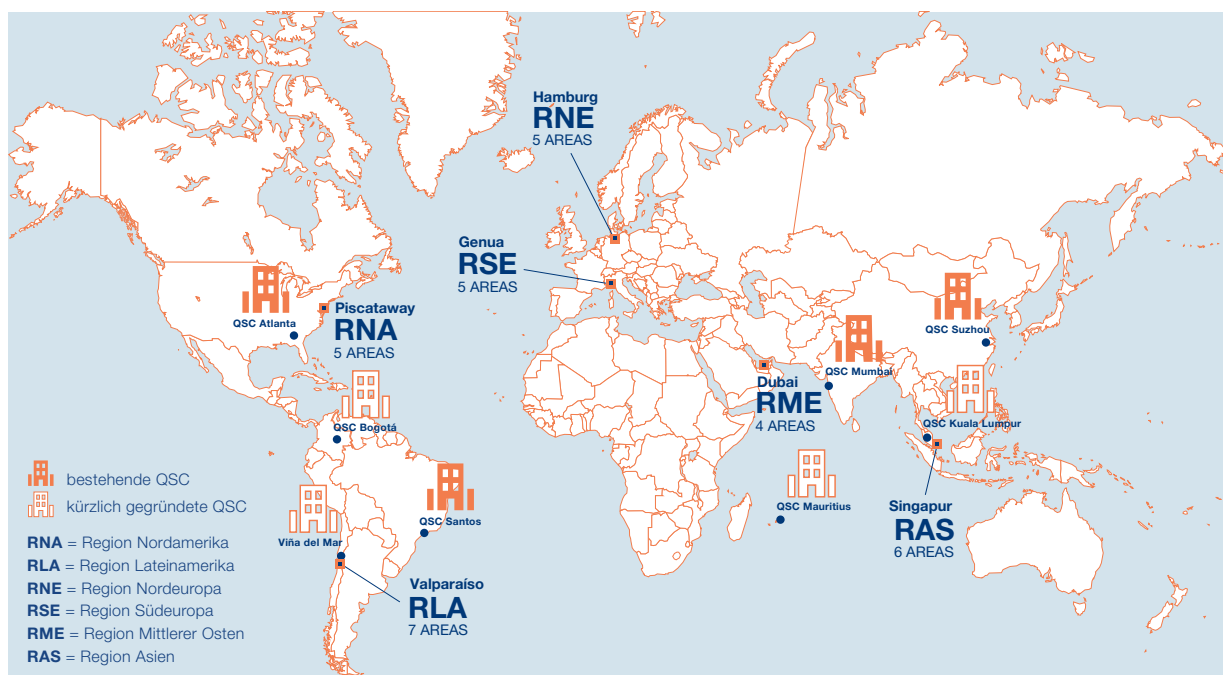 Hamburg
RNE
5 AREAS
Genua
RSE
5 AREAS
QSC Atlanta
Piscataway
RNA
5 AREAS
QSC Suzhou
QSC Mumbai
Dubai
RME
4 AREAS
QSC Bogotá
QSC Kuala Lumpur
bestehende QSC
kürzlich gegründete QSC
QSC Santos
QSC Mauritius
Singapur
RAS
6 AREAS
Viña del Mar
Valparaíso
RLA
7 AREAS
RNA = Region Nordamerika
RLA = Region Lateinamerika
RNE = Region Nordeuropa
RSE = Region Südeuropa
RME = Region Mittlerer Osten
RAS = Region Asien